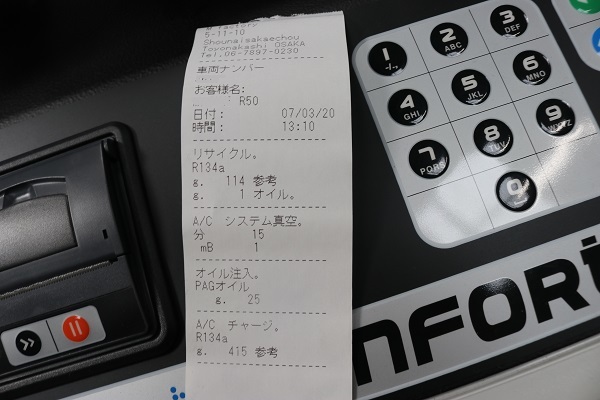 5-11-10
Shounaisakaechou
Toyonakashi OSAKA
Tel.06-7897-0230
車両ナンバー
お客様名:
R50
日付: 07/03/20
時間: 13:10
リサイクル。
R134a
g. 114 参考
g. 1 オイル。
A/C システム真空。
分 15
mB 1
オイル注入。
PAGオイル
g. 25
A/C チャージ。
R134a
g. 415 参考
1 -/,
2 ABC
3 DEF
4 GHI
5 JKL
6 MNO
7 PQRS
8 TUV
9 WXYZ
0
NFORT